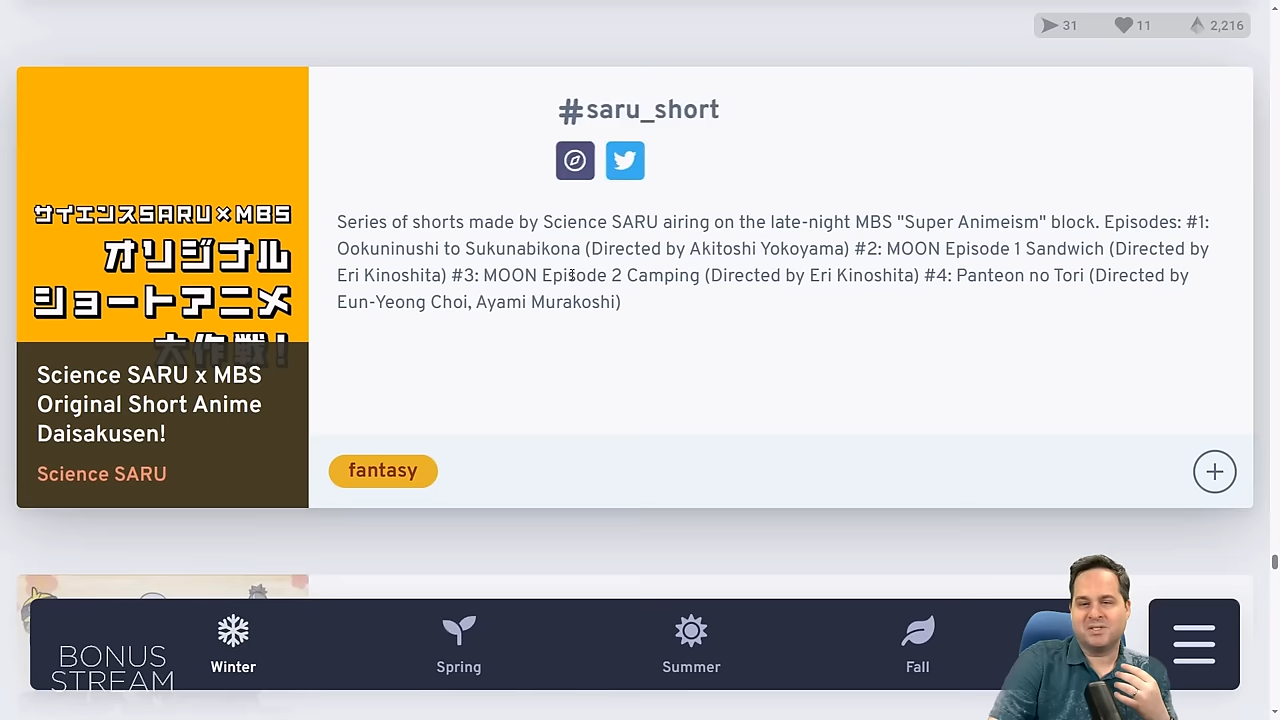 31 11 2,216
サイエンスSARU×MBS
オリジナル
ショートアニメ
大作戦!
Science SARU x MBS
Original Short Anime
Daisakusen!
Science SARU
#saru_short
Series of shorts made by Science SARU airing on the late-night MBS "Super Animeism" block. Episodes: #1:
Ookuninushi to Sukunabikona (Directed by Akitoshi Yokoyama) #2: MOON Episode 1 Sandwich (Directed by
Eri Kinoshita) #3: MOON Episode 2 Camping (Directed by Eri Kinoshita) #4: Panteon no Tori (Directed by
Eun-Yeong Choi, Ayami Murakoshi)
fantasy
BONUS
STREAM
Winter
Spring
Summer
Fall